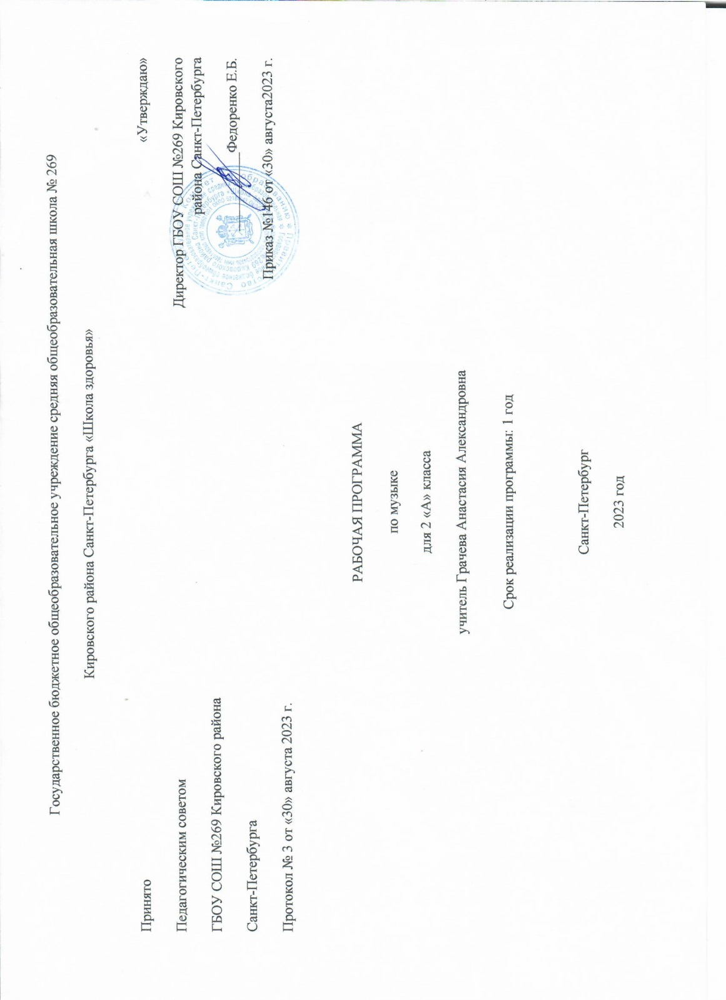 Государственное бюджетное общеобразовательное учреждение средняя общеобразовательная школа № 269
Кировского района Санкт-Петербурга «Школа здоровья»
Принято
Педагогическим советом
ГБОУ СОШ №269 Кировского района
Санкт-Петербурга
Протокол № 3 от «30» августа 2023 г.
«Утверждаю»
Директор ГБОУ СОШ №269 Кировского
района Санкт-Петербурга
Федоренко Е.Б.
Приказ №146 от «30» августа2023 г.
РАБОЧАЯ ПРОГРАММА
по музыке
для 2 «А» класса
учитель Грачева Анастасия Александровна
Срок реализации программы: 1 год
Санкт-Петербург
2023 год